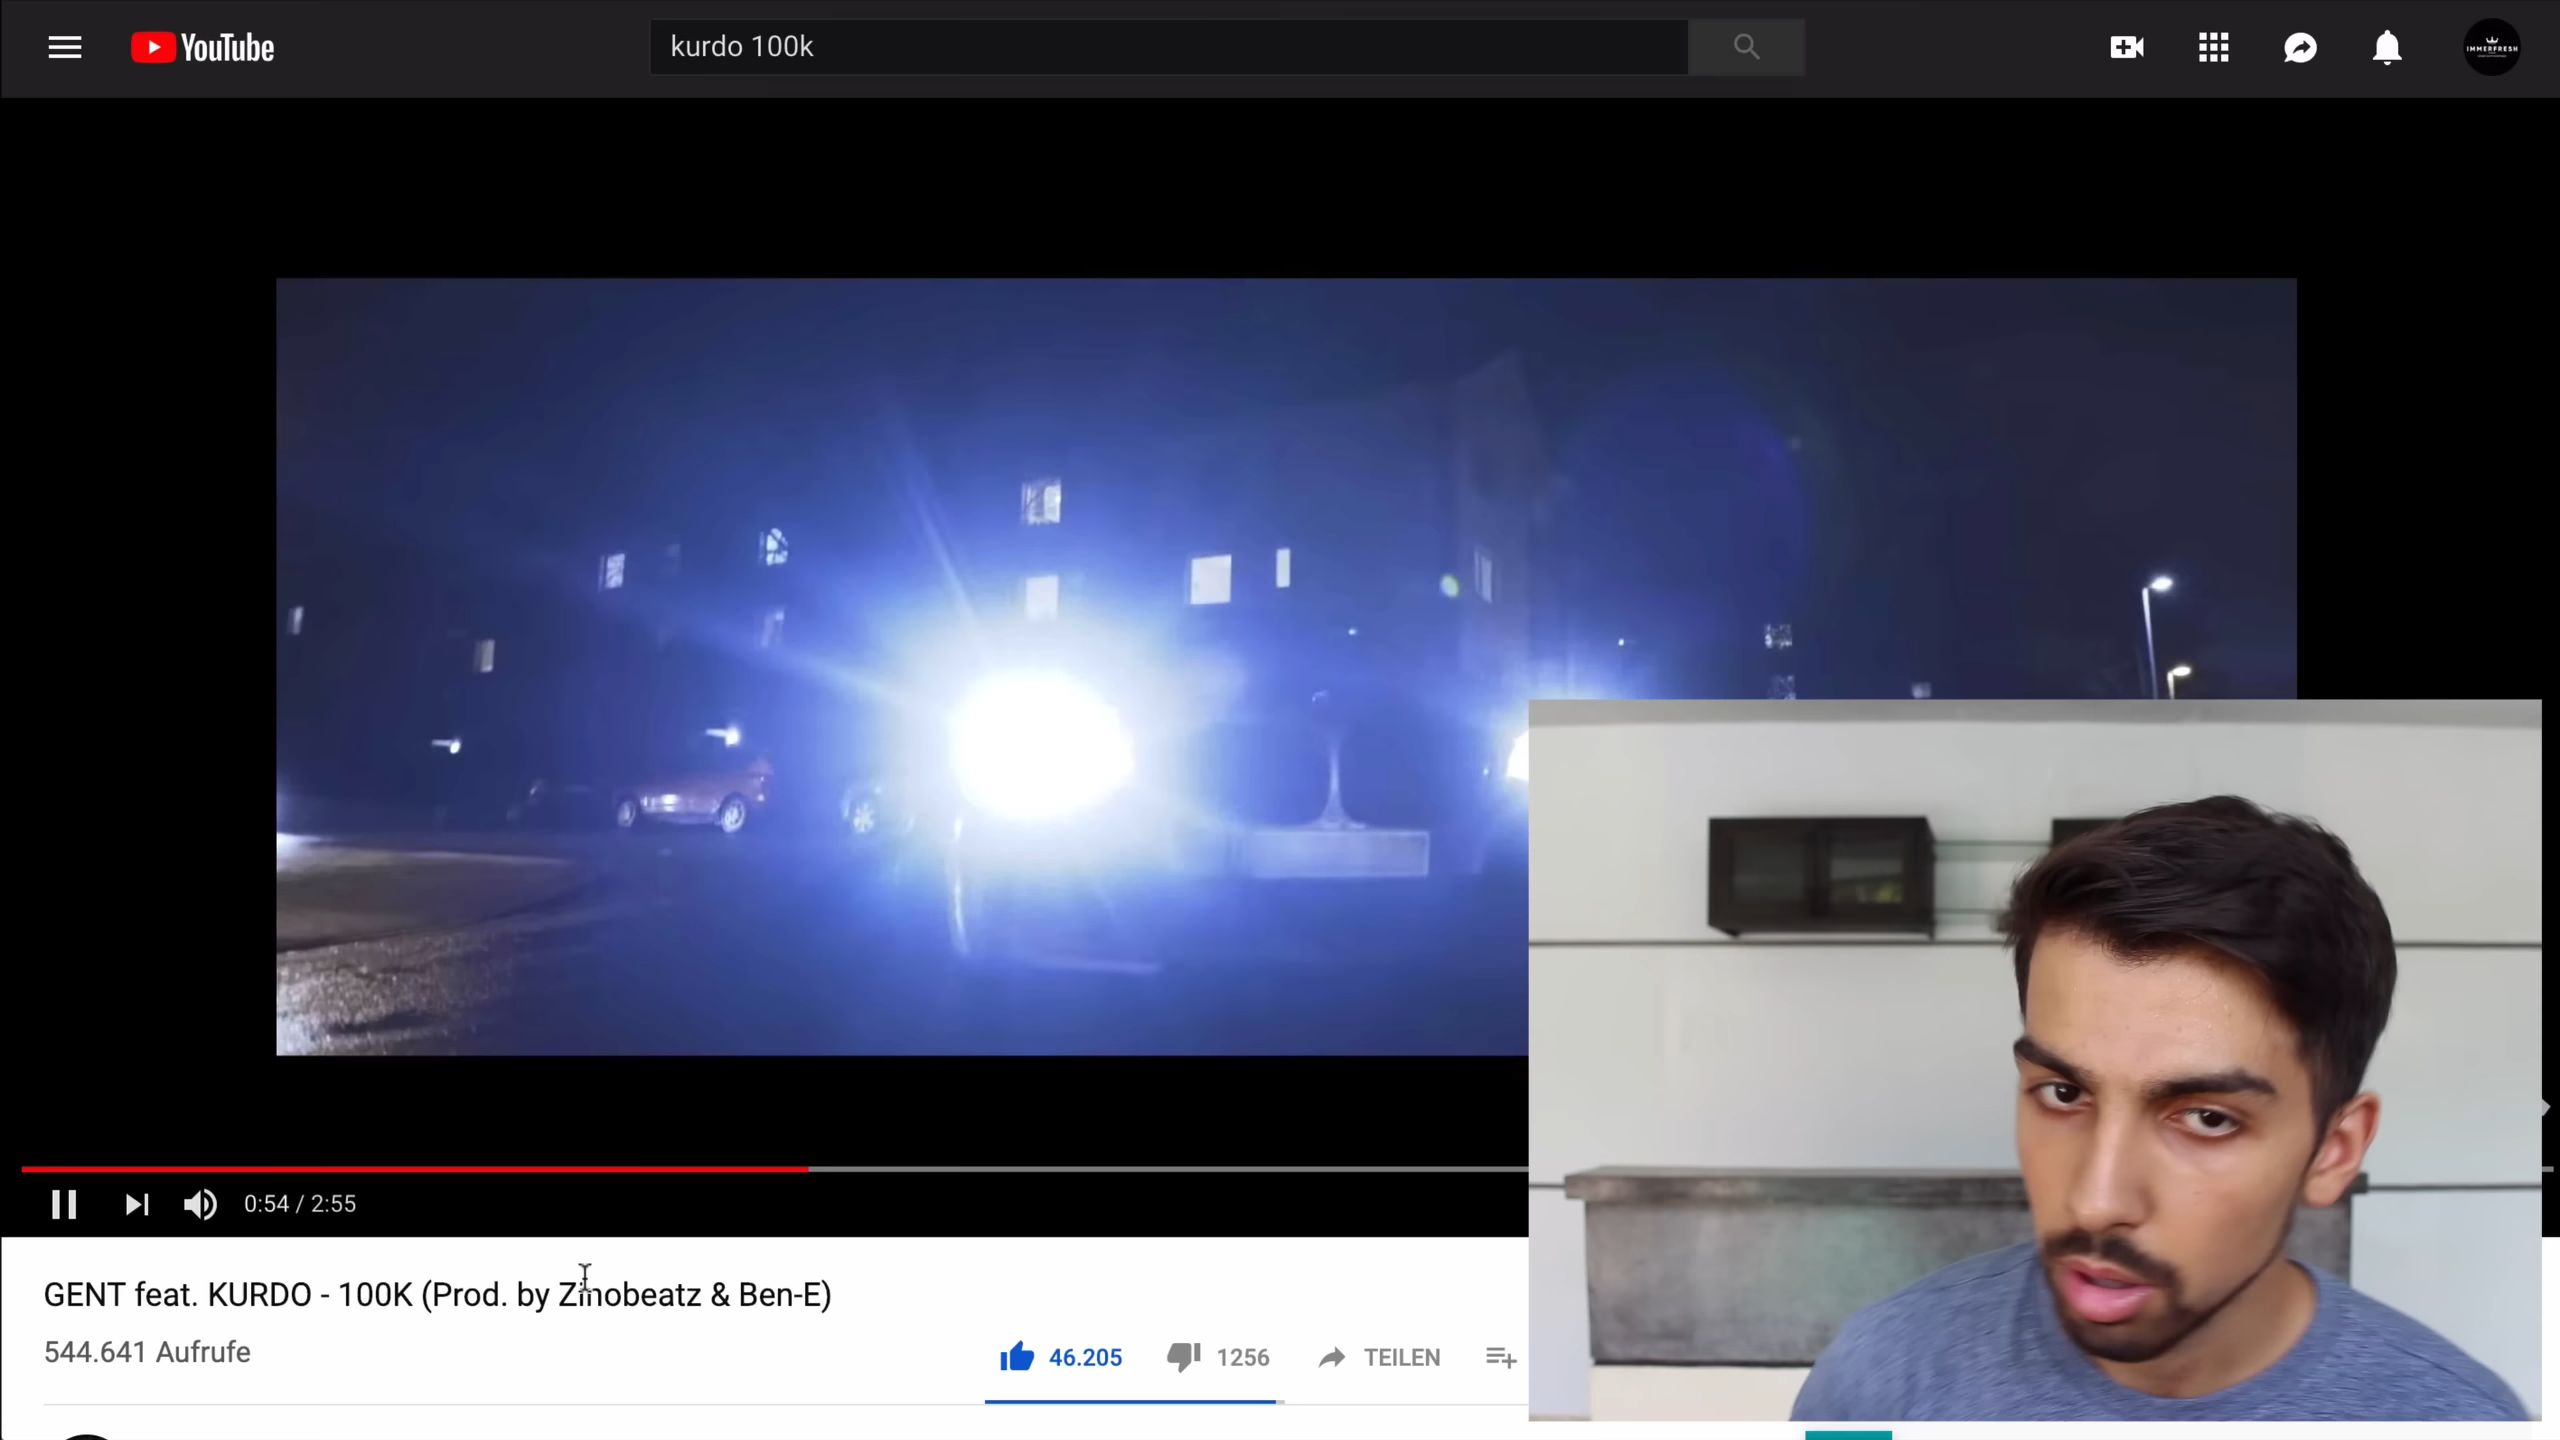 YouTube
kurdo 100k
IMMERFRESH
0:54 / 2:55
GENT feat. KURDO - 100K (Prod. by Zinobeatz & Ben-E)
544.641 Aufrufe
46.205
1256
TEILEN